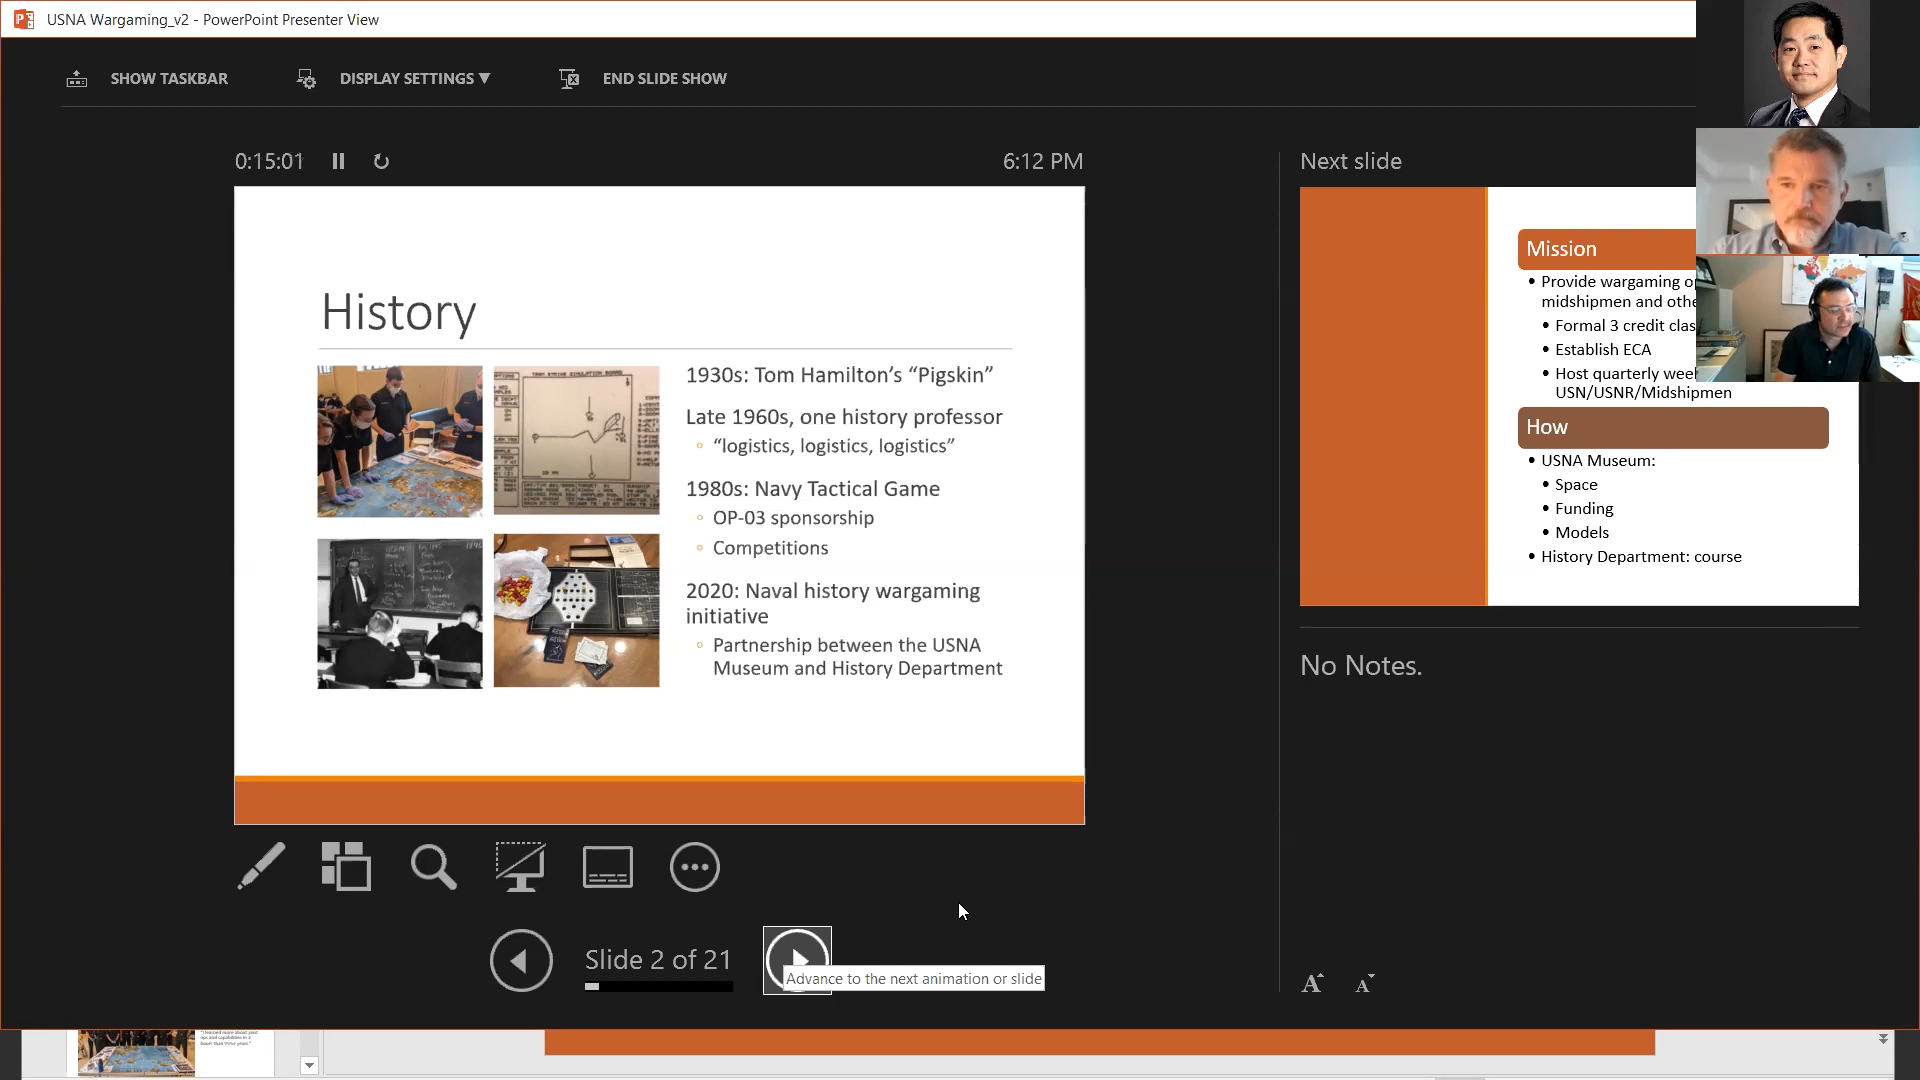 USNA Wargaming_v2 - PowerPoint Presenter View
SHOW TASKBAR
DISPLAY SETTINGS ▼
END SLIDE SHOW
0:15:01
6:12 PM
History
1930s: Tom Hamilton's “Pigskin”
Late 1960s, one history professor
“logistics, logistics, logistics”
1980s: Navy Tactical Game
OP-03 sponsorship
Competitions
2020: Naval history wargaming
initiative
Partnership between the USNA
Museum and History Department
Next slide
Mission
• Provide wargaming
midshipmen and
• Formal 3 credit
• Establish ECA
• Host quarterly
USN/USNR/Midshipmen
How
• USNA Museum:
• Space
• Funding
• Models
• History Department: course
No Notes.
Slide 2 of 21
Advance to the next animation or slide
A A